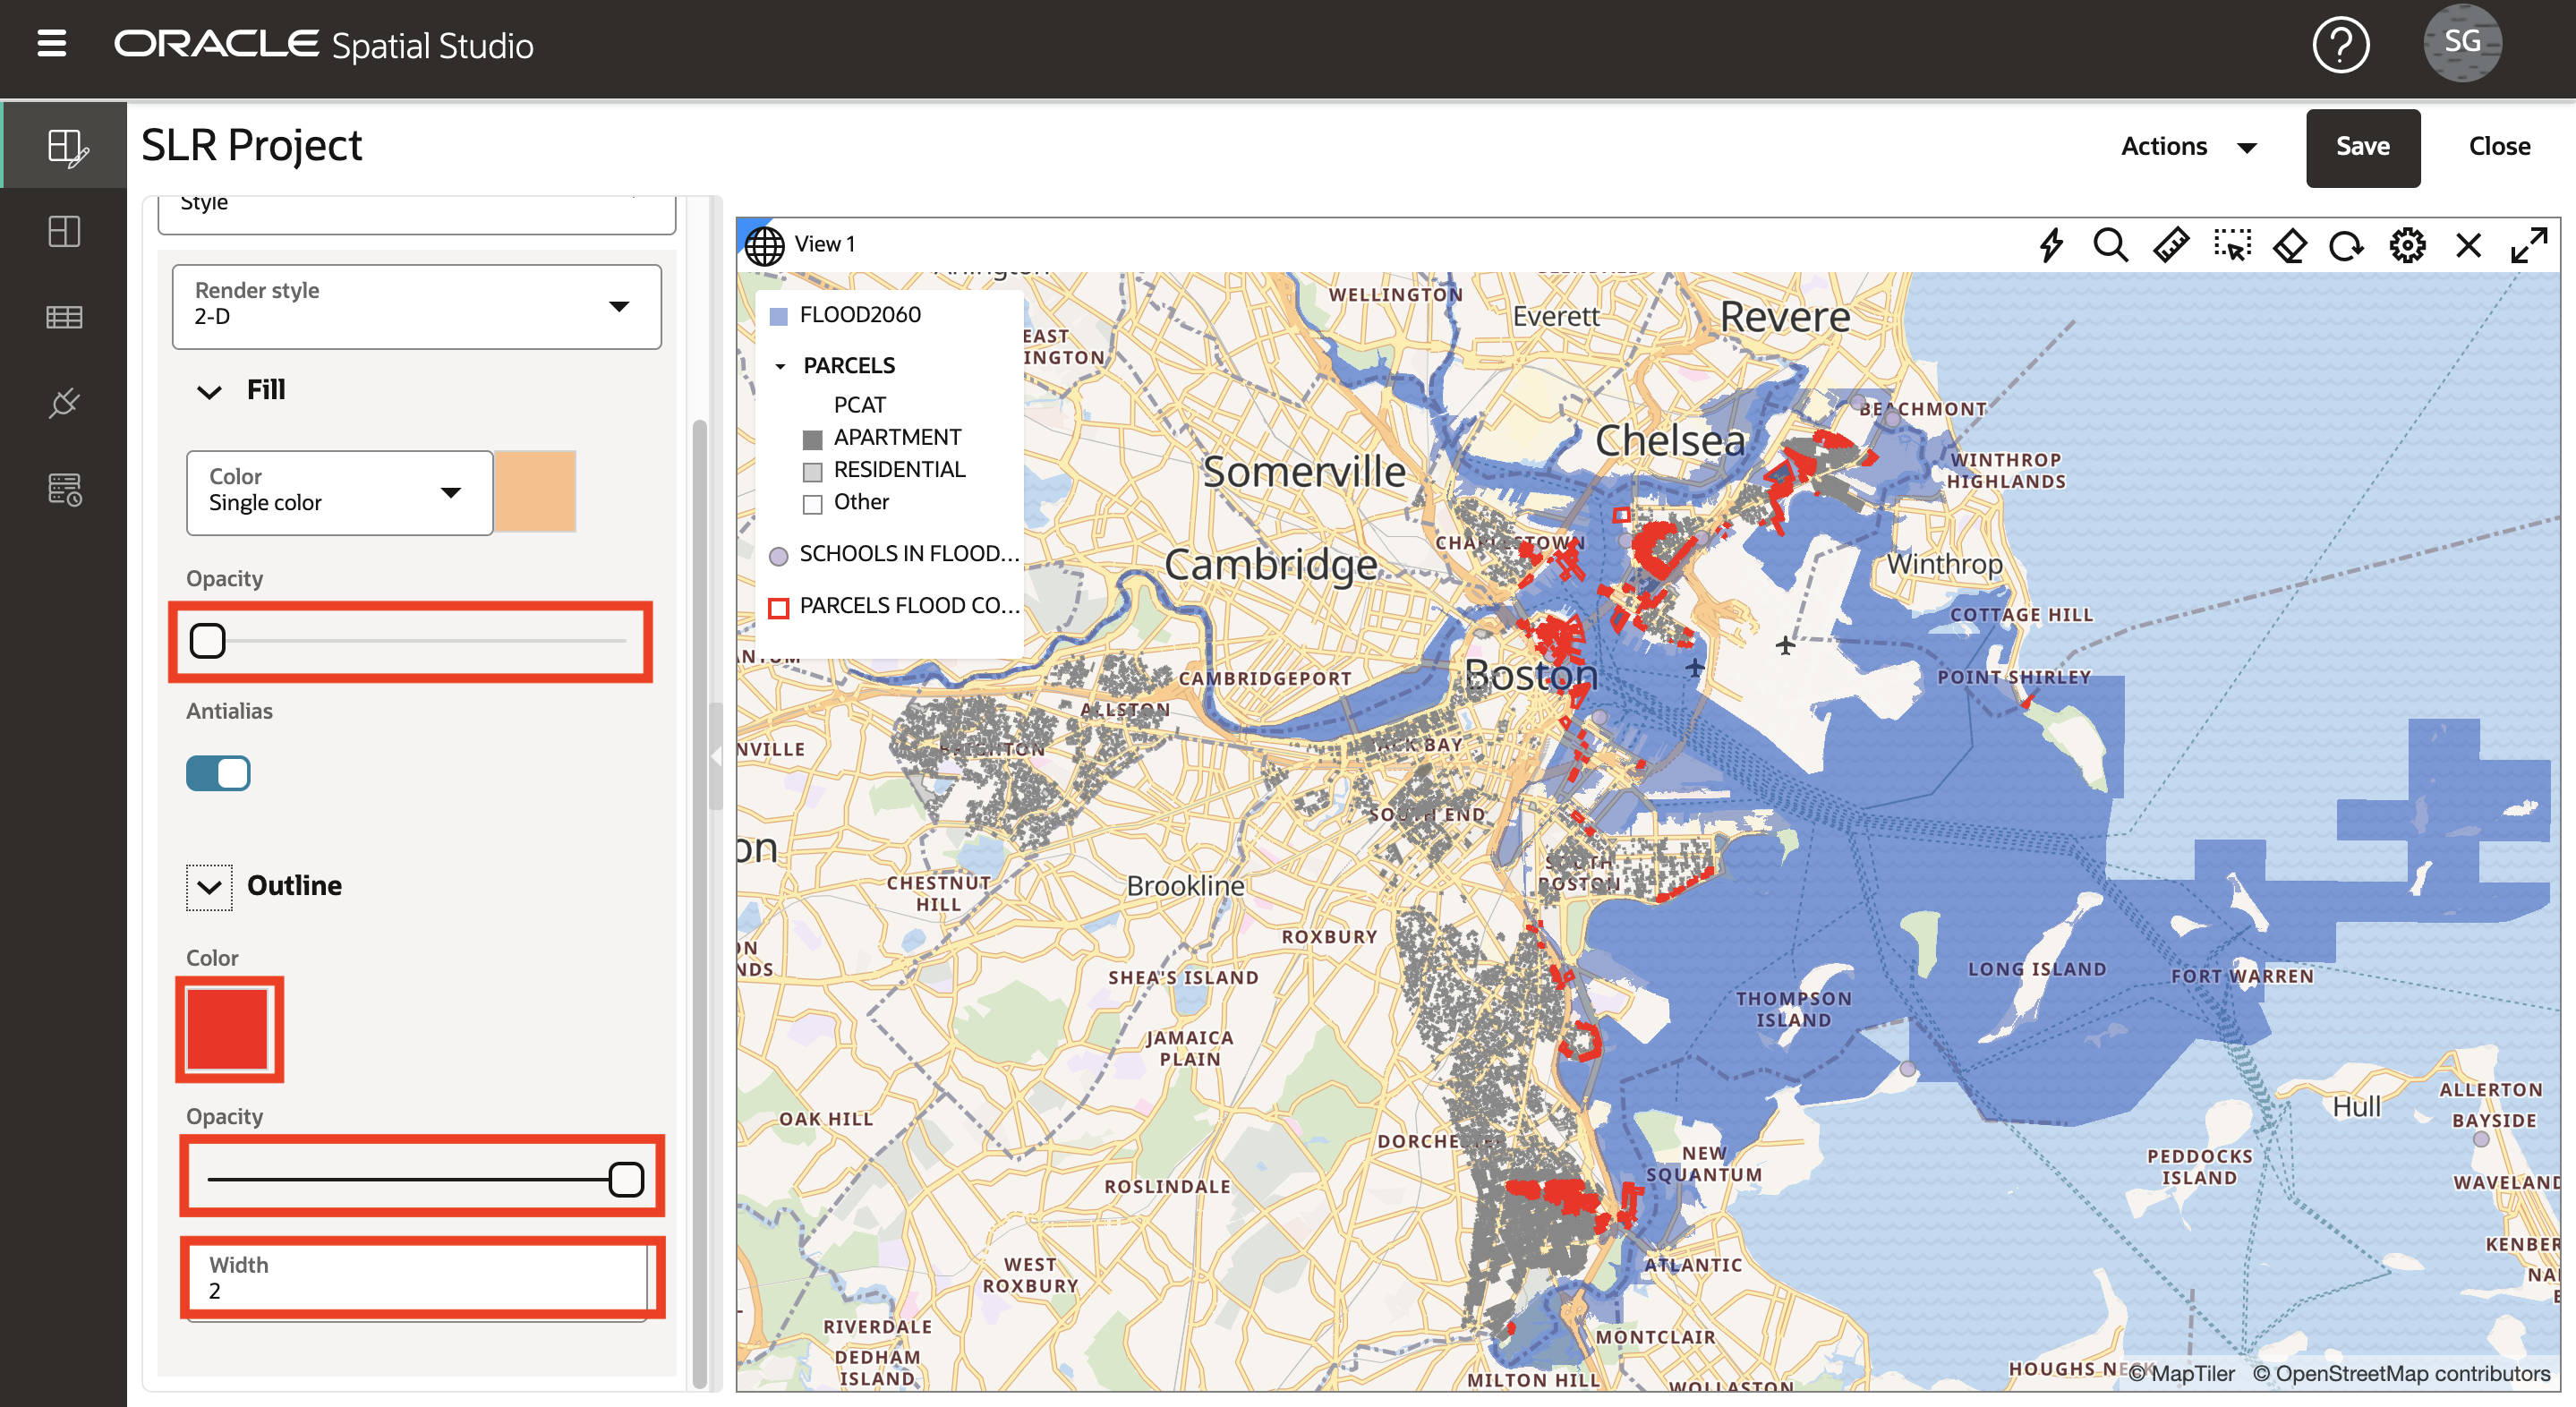 ORACLE Spatial Studio
SG
SLR Project
Actions
Save
Close
Style
Render style
2-D
Fill
Color
Single color
Opacity
Antialias
Outline
Color
Opacity
Width
2
View 1
FLOOD2060
PARCELS
PCAT
APARTMENT
RESIDENTIAL
Other
SCHOOLS IN FLOOD...
PARCELS FLOOD CO...
WELLINGTON
Everett
Revere
EAST
INGTON
BEACHMONT
Chelsea
Somerville
WINTHROP
HIGHLANDS
CHARLESTOWN
Cambridge
Winthrop
COTTAGE HILL
Boston
CAMBRIDGEPORT
POINT SHIRLEY
ALLSTON
NVILLE
BRIGHTON
BACK BAY
SOUTH END
on
SOUTH
BOSTON
CHESTNUT
HILL
Brookline
ROXBURY
ON
NDS
SHEA'S ISLAND
LONG ISLAND
FORT WARREN
THOMPSON
ISLAND
JAMAICA
PLAIN
ALLERTON
Hull
BAYSIDE
OAK HILL
DORCHE
NEW
SQUANTUM
PEDDOCKS
ISLAND
ROSLINDALE
WAVELAND
WEST
ROXBURY
ATLANTIC
KENBER
NA
RIVERDALE
MONTCLAIR
DEDHAM
ISLAND
HOUGHS NECK
© MapTiler © OpenStreetMap contributors
MILTON HILL
WOLLASTON